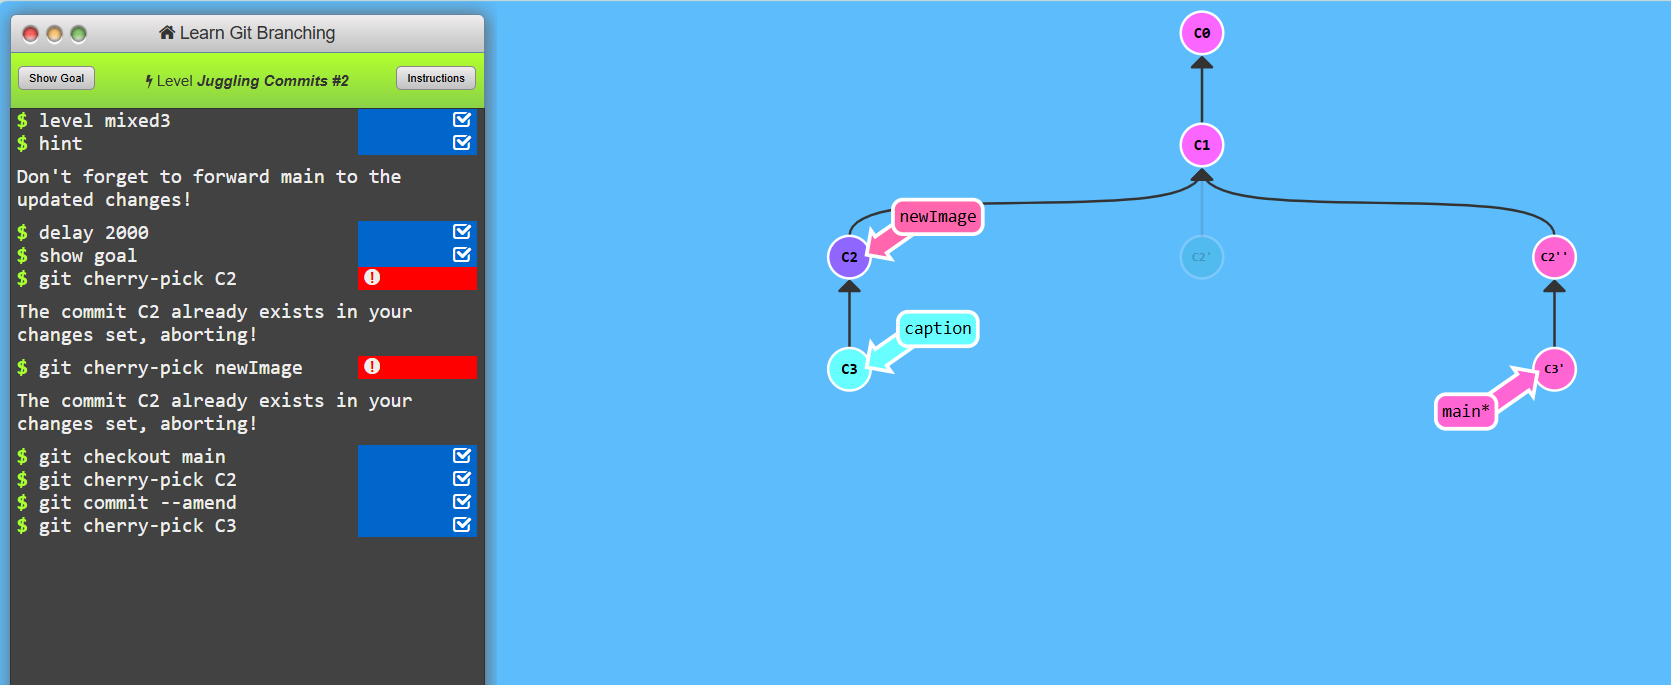 Learn Git Branching
Show Goal
Level Juggling Commits #2
Instructions
$ level mixed3
$ hint
Don't forget to forward main to the
updated changes!
$ delay 2000
$ show goal
$ git cherry-pick C2
The commit C2 already exists in your
changes set, aborting!
$ git cherry-pick newImage
The commit C2 already exists in your
changes set, aborting!
$ git checkout main
$ git cherry-pick C2
$ git commit --amend
$ git cherry-pick C3
C0
C1
newImage
C2
C2'
C2''
caption
C3
C3'
main*